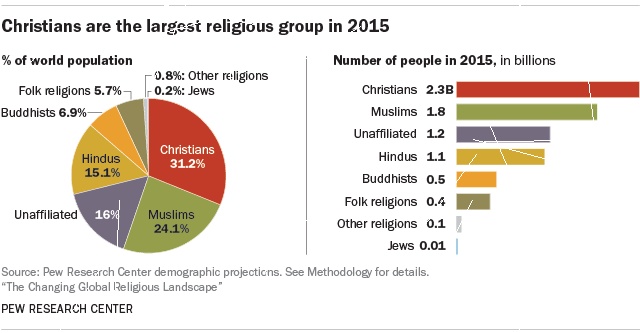 Christians are the largest religious group in 2015
% of world population
0.8%: Other religions
0.2%: Jews
Folk religions 5.7%
Buddhists 6.9%
Christians
31.2%
Hindus
15.1%
Unaffiliated 16%
Muslims
24.1%
Number of people in 2015, in billions
Christians 2.3B
Muslims 1.8
Unaffiliated 1.2
Hindus 1.1
Buddhists 0.5
Folk religions 0.4
Other religions 0.1
Jews 0.01
Source: Pew Research Center demographic projections. See Methodology for details.
“The Changing Global Religious Landscape”
PEW RESEARCH CENTER